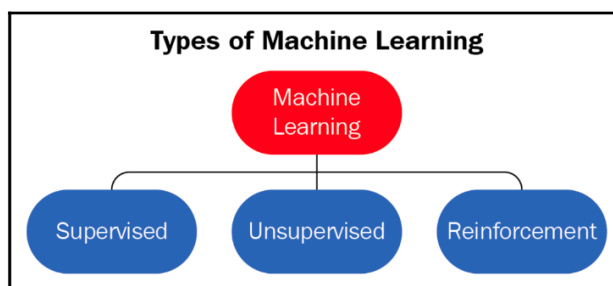 Types of Machine Learning
Machine
Learning
Supervised
Unsupervised
Reinforcement